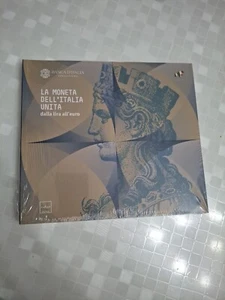 LA MONETA
DELL'ITALIA
UNITA
dalla lira all'euro